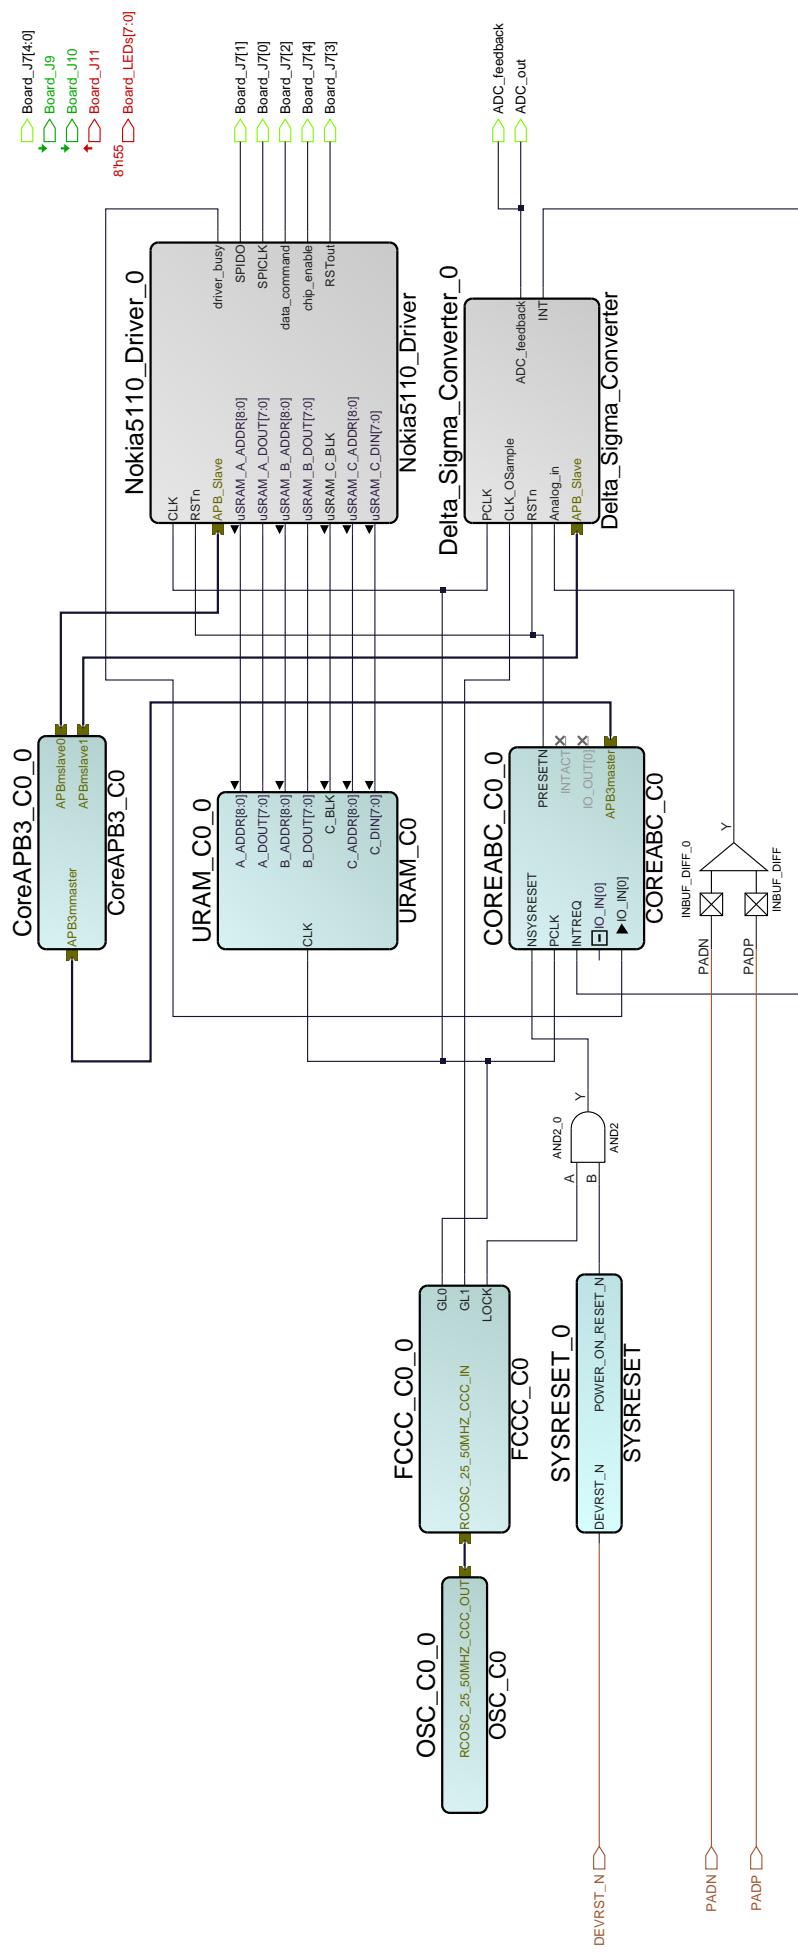 Board_J7[4:0]
Board_J9
Board_J10
Board_J11
8'h55
Board_LEDs[7:0]
Board_J7[1]
Board_J7[0]
Board_J7[2]
Board_J7[4]
Board_J7[3]
ADC_feedback
ADC_out
Nokia5110_Driver_0
CLK
RSTn
APB_Slave
uSRAM_A_ADDR[8:0]
uSRAM_A_DOUT[7:0]
uSRAM_B_ADDR[8:0]
uSRAM_B_DOUT[7:0]
uSRAM_C_BLK
uSRAM_C_ADDR[8:0]
uSRAM_C_DIN[7:0]
driver_busy
SPIDO
SPICLK
data_command
chip_enable
RSTout
Nokia5110_Driver
Delta_Sigma_Converter_0
PCLK
CLK_OSample
RSTn
Analog_in
APB_Slave
ADC_feedback
INT
Delta_Sigma_Converter
CoreAPB3_C0_0
APB3mmaster
APBmslave0
APBmslave1
CoreAPB3_C0
URAM_C0_0
A_ADDR[8:0]
A_DOUT[7:0]
B_ADDR[8:0]
B_DOUT[7:0]
C_BLK
C_ADDR[8:0]
C_DIN[7:0]
CLK
URAM_C0
COREABC_C0_0
NSYSRESET
PCLK
INTREQ
IO_IN[0]
IO_IN[0]
PRESETN
INTACT
IO_OUT[0]
APB3master
COREABC_C0
INBUF_DIFF_0
PADN
PADP
Y
INBUF_DIFF
AND2_0
A
B
Y
AND2
FCCC_C0_0
RCOSC_25_50MHZ_CCC_IN
GL0
GL1
LOCK
FCCC_C0
SYSRESET_0
DEVRST_N
POWER_ON_RESET_N
SYSRESET
OSC_C0_0
RCOSC_25_50MHZ_CCC_OUT
OSC_C0
DEVRST_N
PADN
PADP